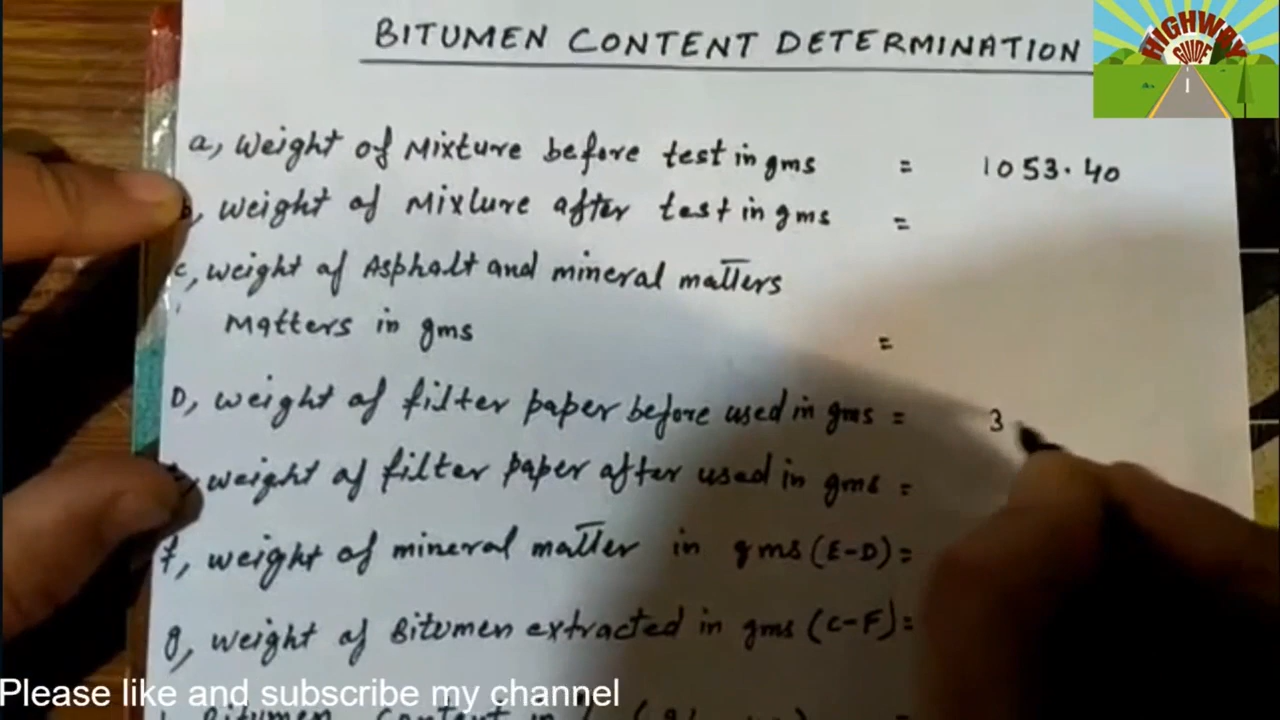 BITUMEN CONTENT DETERMINATION
HIGHWAY
GUIDE
a, Weight of Mixture before test in gms = 1053.40
b, weight of Mixture after test in gms =
c, weight of Asphalt and mineral matters
Matters in gms =
D, weight of filter paper before used in gms = 3
weight of filter paper after used in gms =
f, weight of mineral matter in gms (E-D) =
g, weight of Bitumen extracted in gms (C-F) =
Bitumen Content in %
Please like and subscribe my channel